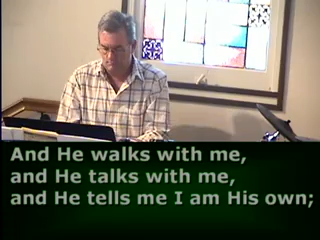 And He walks with me,
and He talks with me,
and He tells me I am His own;